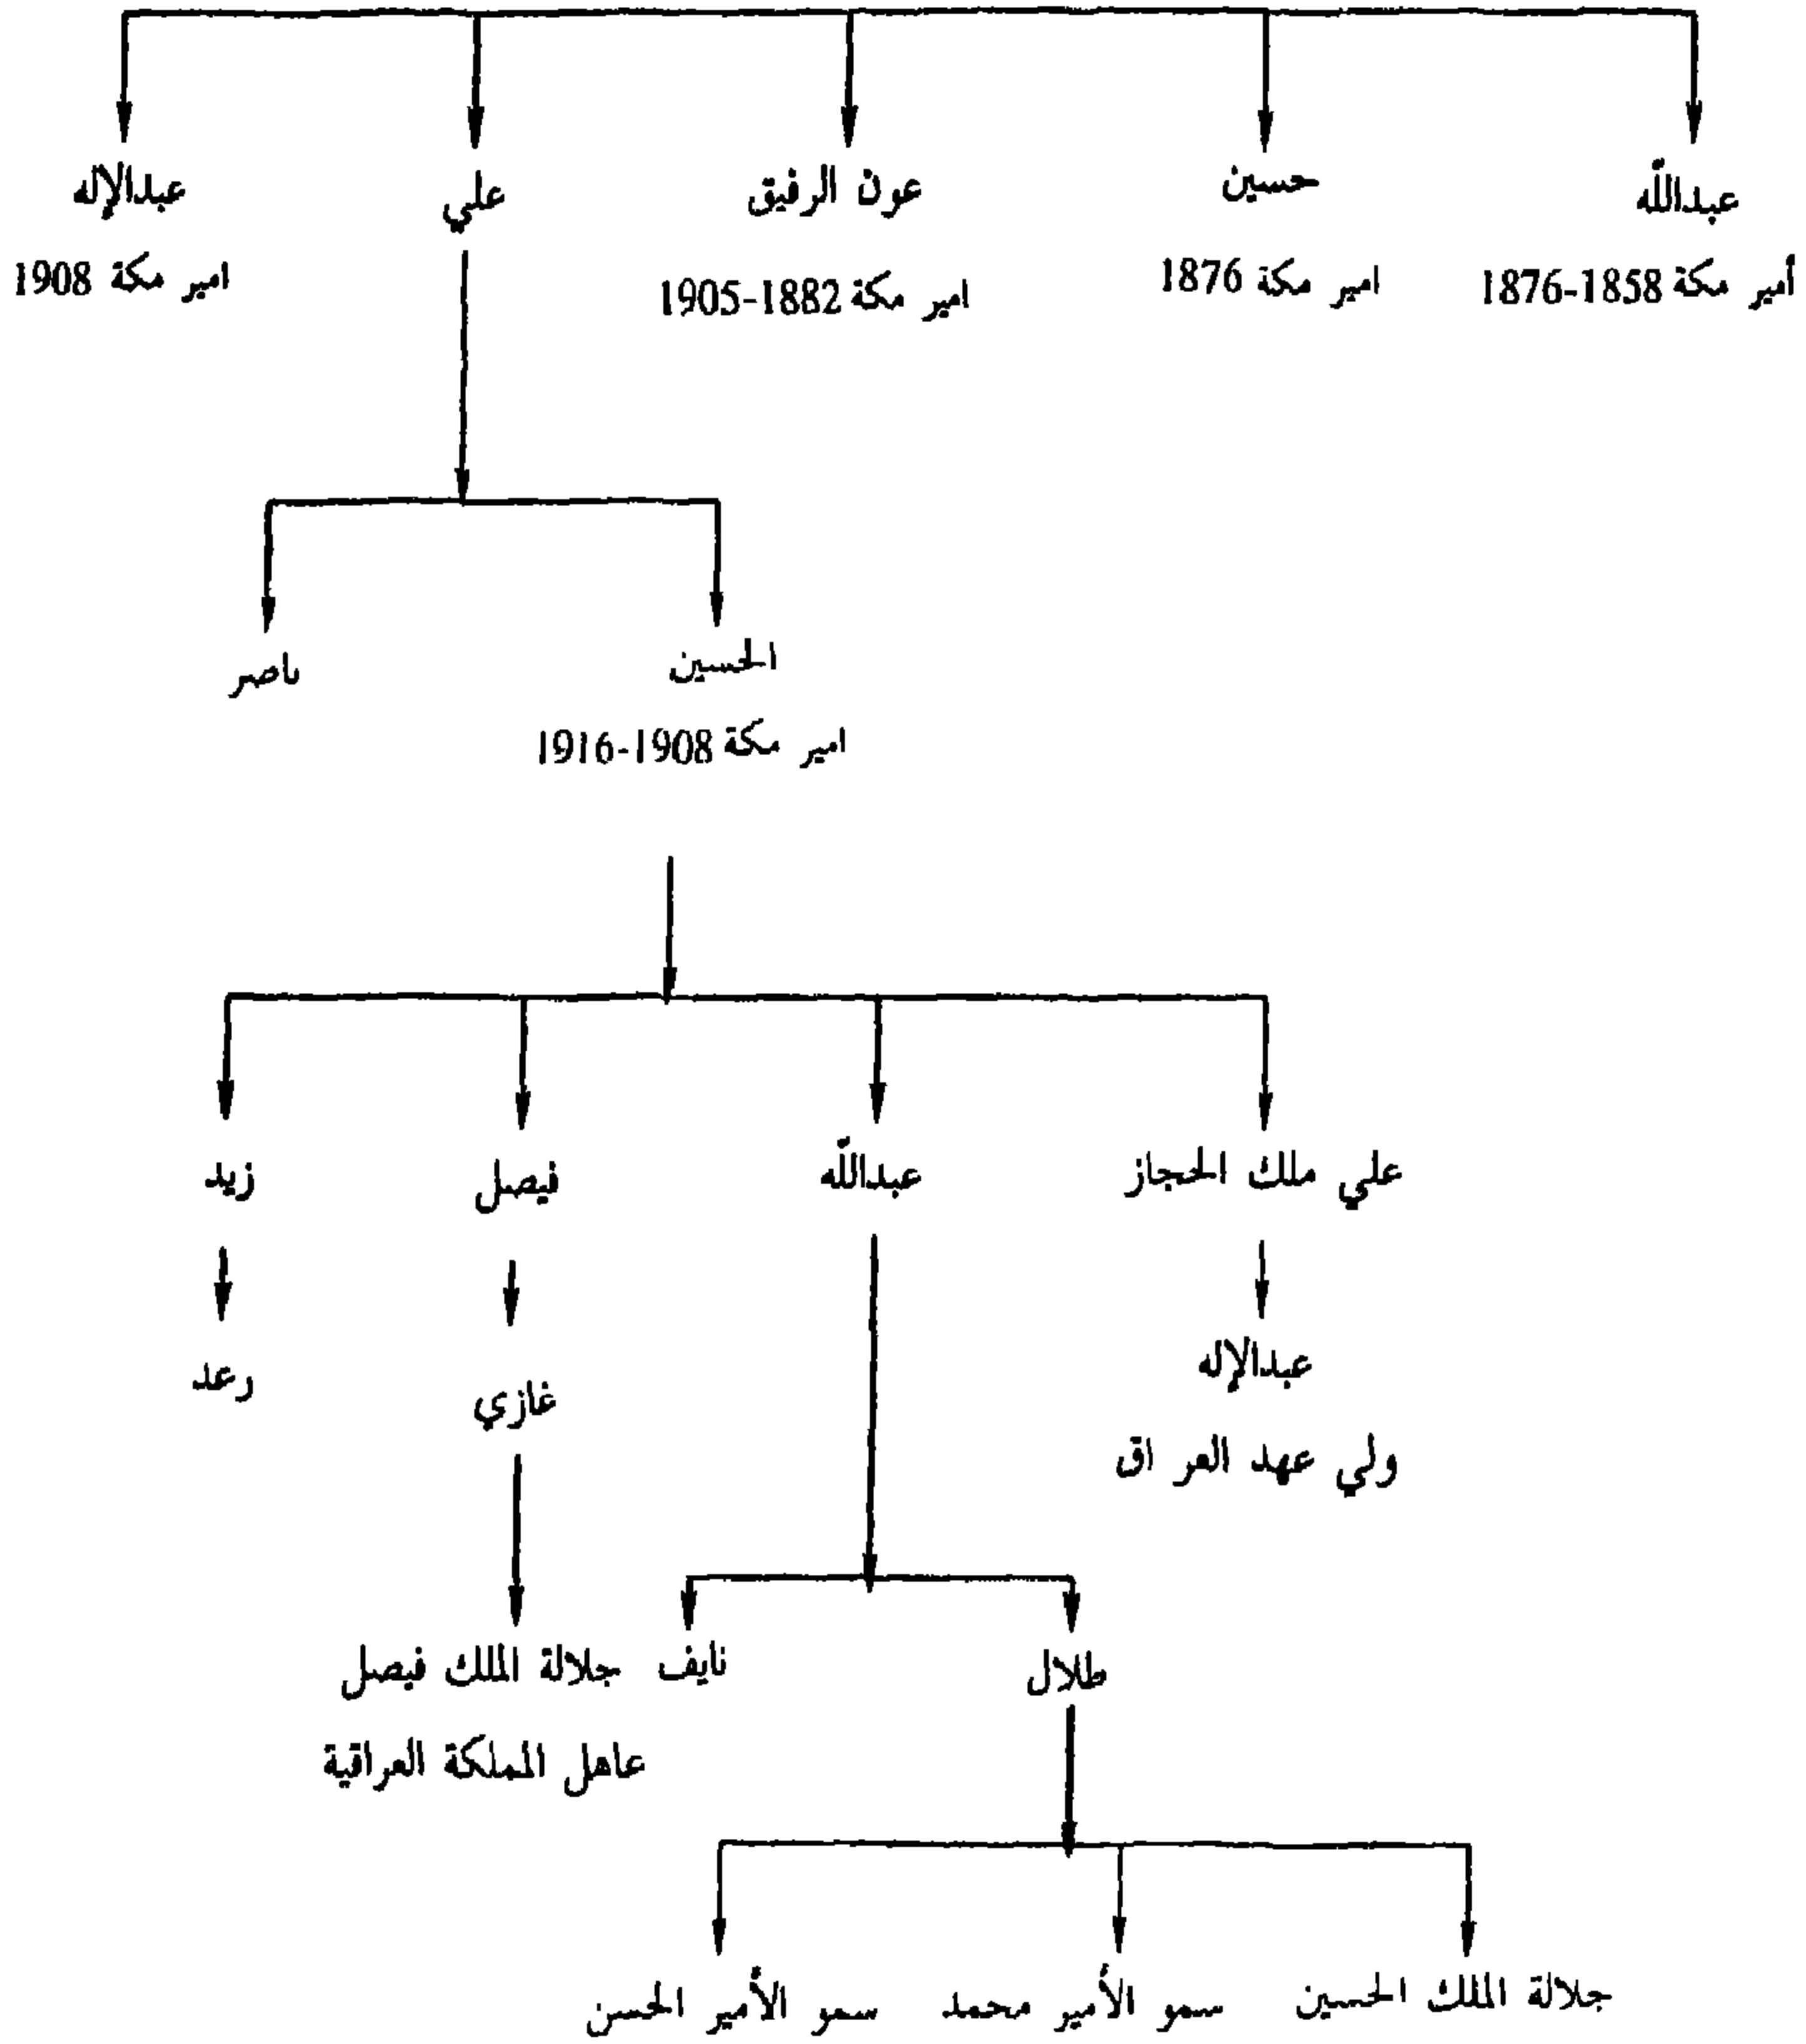 عبدالله حسين عون الرفيق علي عبدالإله
أمير مكة 1858-1876 امير مكة 1876 امير مكة 1882-1905 امير مكة 1908
الحسين ناصر
امير مكة 1908-1916
علي ملك الحجاز عبدالله فيصل زيد
عبدالإله غازي رعد
ولي عهد العراق
طلال نايف جلالة الملك فيصل
عاهل المملكة العراقية
جلالة الملك الحسين سمو الأمير محمد سمو الأمير الحسن